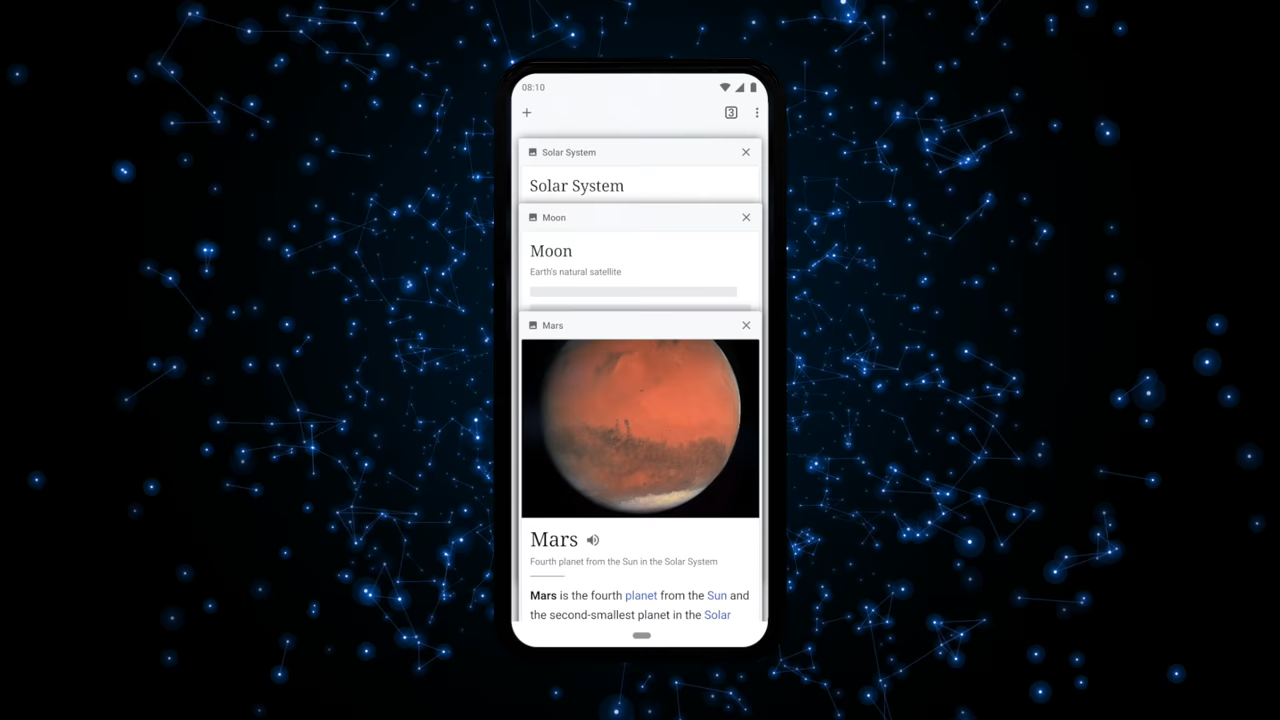 08:10
3
Solar System
Solar System
Moon
Moon
Earth's natural satellite
Mars
Mars
Fourth planet from the Sun in the Solar System
Mars is the fourth planet from the Sun and
the second-smallest planet in the Solar